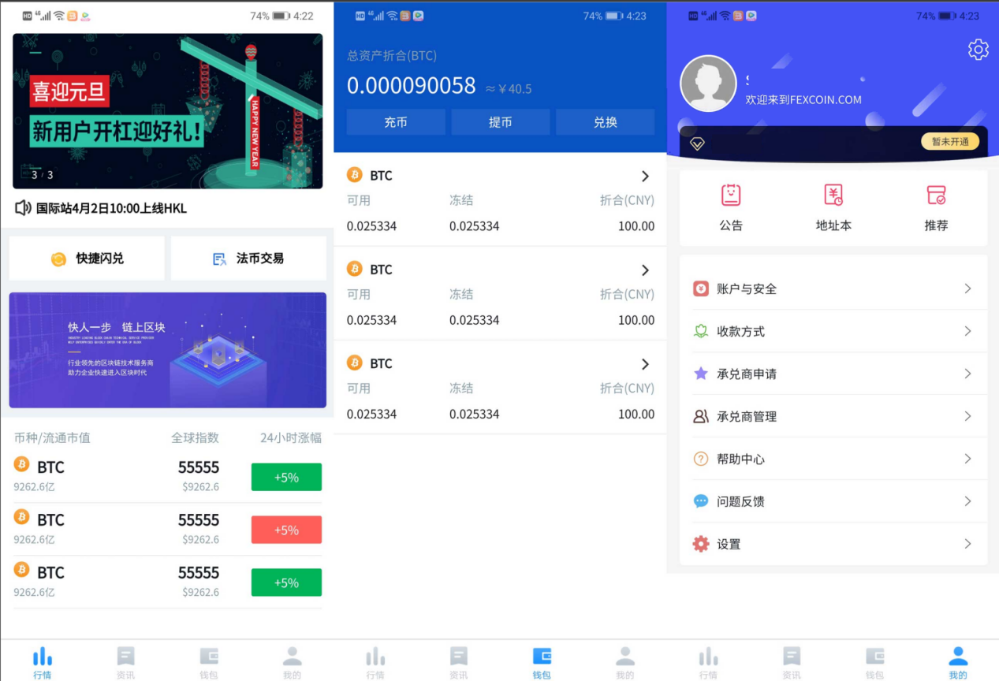 HD 4G 74% 4:22
喜迎元旦
新用户开杠迎好礼!
HAPPY NEW YEAR
3 / 3
国际站4月2日10:00上线HKL
快捷闪兑
法币交易
快人一步 链上区块
行业领先的区块链技术服务商
助力企业快速进入区块时代
币种/流通市值 全球指数 24小时涨幅
BTC 55555 +5%
9262.6亿 $9262.6
BTC 55555 +5%
9262.6亿 $9262.6
BTC 55555 +5%
9262.6亿 $9262.6
行情 资讯 钱包 我的
HD 4G 74% 4:23
总资产折合(BTC)
0.000090058 ≈¥40.5
充币 提币 兑换
BTC
可用 冻结 折合(CNY)
0.025334 0.025334 100.00
BTC
可用 冻结 折合(CNY)
0.025334 0.025334 100.00
BTC
可用 冻结 折合(CNY)
0.025334 0.025334 100.00
行情 资讯 钱包 我的
HD 4G 74% 4:23
欢迎来到FEXCOIN.COM
暂未开通
公告 地址本 推荐
账户与安全
收款方式
承兑商申请
承兑商管理
帮助中心
问题反馈
设置
行情 资讯 钱包 我的